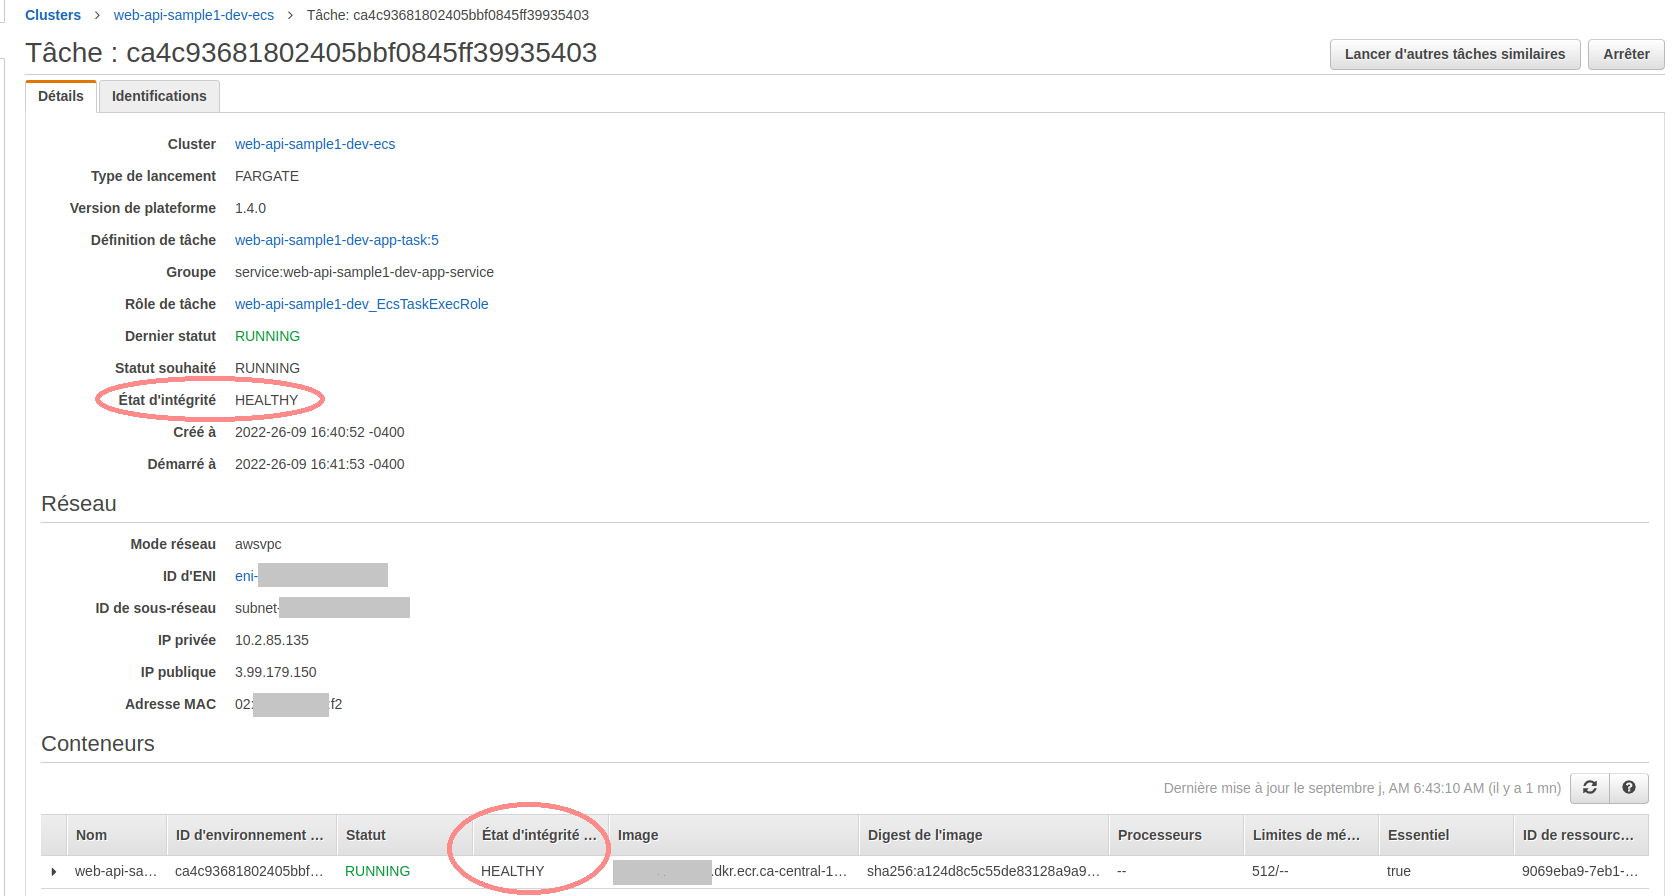 Clusters > web-api-sample1-dev-ecs > Tâche: ca4c93681802405bbf0845ff39935403
Tâche : ca4c93681802405bbf0845ff39935403
Lancer d'autres tâches similaires Arrêter
Détails Identifications
Cluster web-api-sample1-dev-ecs
Type de lancement FARGATE
Version de plateforme 1.4.0
Définition de tâche web-api-sample1-dev-app-task:5
Groupe service:web-api-sample1-dev-app-service
Rôle de tâche web-api-sample1-dev_EcsTaskExecRole
Dernier statut RUNNING
Statut souhaité RUNNING
État d'intégrité HEALTHY
Créé à 2022-26-09 16:40:52 -0400
Démarré à 2022-26-09 16:41:53 -0400
Réseau
Mode réseau awsvpc
ID d'ENI eni-
ID de sous-réseau subnet-
IP privée 10.2.85.135
IP publique 3.99.179.150
Adresse MAC 02: :f2
Conteneurs
Dernière mise à jour le septembre j, AM 6:43:10 AM (il y a 1 mn)
Nom ID d'environnement ... Statut État d'intégrité ... Image Digest de l'image Processeurs Limites de mé... Essentiel ID de ressourc...
web-api-sa... ca4c93681802405bbf... RUNNING HEALTHY .dkr.ecr.ca-central-1... sha256:a124d8c5c55de83128a9a9... -- 512/-- true 9069eba9-7eb1-...